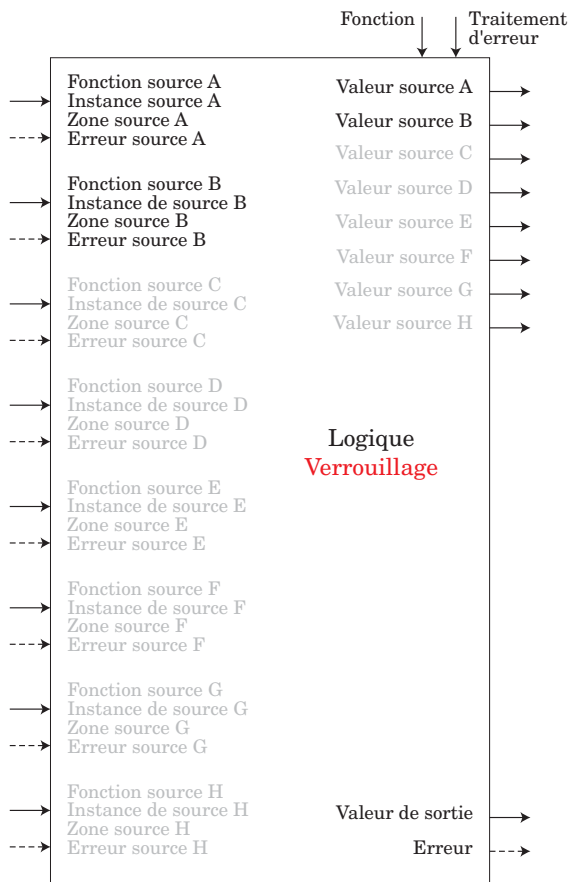 Fonction
Traitement
d'erreur
Fonction source A
Instance source A
Zone source A
Erreur source A
Fonction source B
Instance de source B
Zone source B
Erreur source B
Fonction source C
Instance de source C
Zone source C
Erreur source C
Fonction source D
Instance de source D
Zone source D
Erreur source D
Fonction source E
Instance de source E
Zone source E
Erreur source E
Fonction source F
Instance de source F
Zone source F
Erreur source F
Fonction source G
Instance de source G
Zone source G
Erreur source G
Fonction source H
Instance de source H
Zone source H
Erreur source H
Valeur source A
Valeur source B
Valeur source C
Valeur source D
Valeur source E
Valeur source F
Valeur source G
Valeur source H
Logique
Verrouillage
Valeur de sortie
Erreur